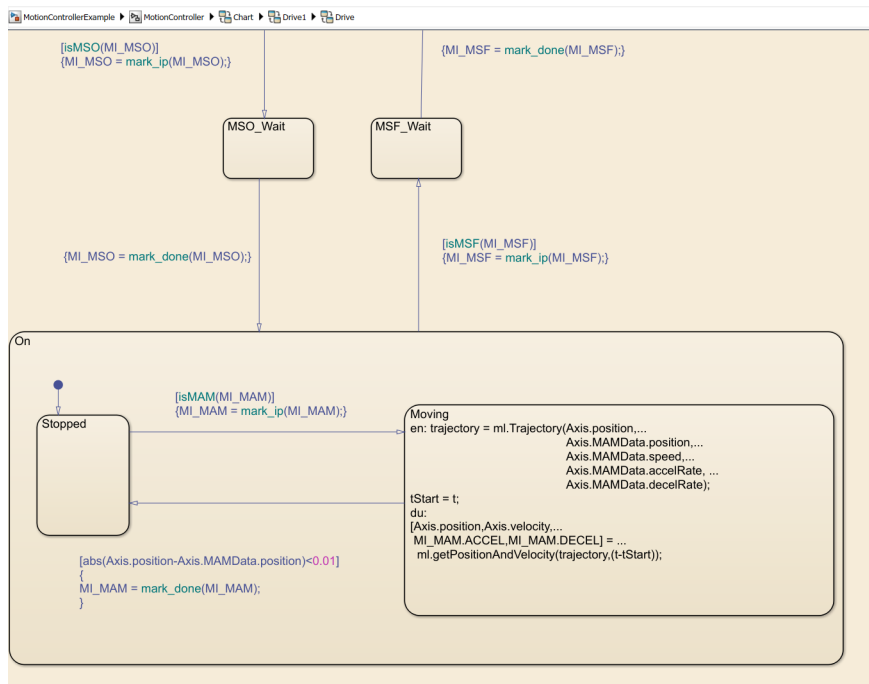 MotionControllerExample MotionController Chart Drive1 Drive
[isMSO(MI_MSO)]
{MI_MSO = mark_ip(MI_MSO);}
{MI_MSF = mark_done(MI_MSF);}
MSO_Wait
MSF_Wait
{MI_MSO = mark_done(MI_MSO);}
[isMSF(MI_MSF)]
{MI_MSF = mark_ip(MI_MSF);}
On
[isMAM(MI_MAM)]
{MI_MAM = mark_ip(MI_MAM);}
Stopped
Moving
en: trajectory = ml.Trajectory(Axis.position,...
Axis.MAMData.position,...
Axis.MAMData.speed,...
Axis.MAMData.accelRate, ...
Axis.MAMData.decelRate);
tStart = t;
du:
[Axis.position,Axis.velocity,...
MI_MAM.ACCEL,MI_MAM.DECEL] = ...
ml.getPositionAndVelocity(trajectory,(t-tStart));
[abs(Axis.position-Axis.MAMData.position)<0.01]
{
MI_MAM = mark_done(MI_MAM);
}